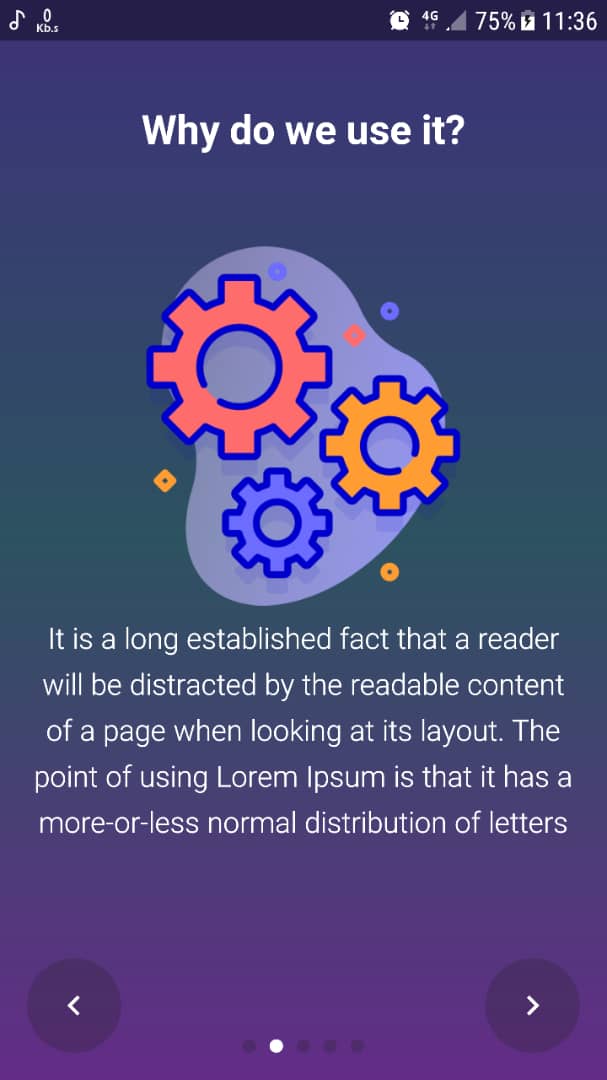 0
Kb.s
4G
75%
11:36
Why do we use it?
It is a long established fact that a reader
will be distracted by the readable content
of a page when looking at its layout. The
point of using Lorem Ipsum is that it has a
more-or-less normal distribution of letters